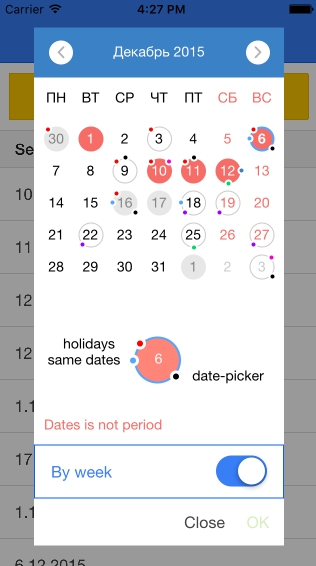 Carrier 4:27 PM
Декабрь 2015
ПН ВТ СР ЧТ ПТ СБ ВС
30 1 2 3 4 5 6
7 8 9 10 11 12 13
14 15 16 17 18 19 20
21 22 23 24 25 26 27
28 29 30 31 1 2 3
Se
10
11
12
12
1.1
17
1.1
6.12.2015
holidays
same dates
6
date-picker
Dates is not period
By week
Close OK